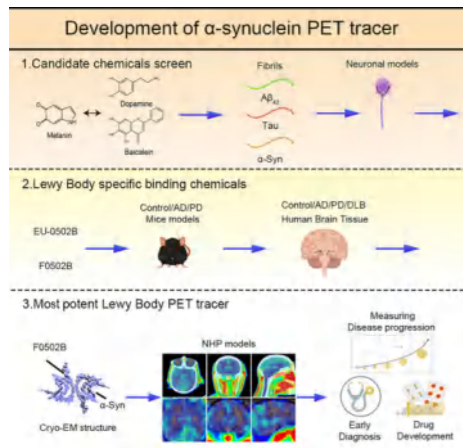 Development of α-synuclein PET tracer
1.Candidate chemicals screen
Fibrils
Neuronal models
Dopamine
Aβ42
Melanin
Tau
Baicalein
α-Syn
2.Lewy Body specific binding chemicals
Control/AD/PD
Mice models
Control/AD/PD/DLB
Human Brain Tissue
EU-0502B
F0502B
3.Most potent Lewy Body PET tracer
Measuring
Disease progression
F0502B
NHP models
α-Syn
Cryo-EM structure
Early
Diagnosis
Drug
Development